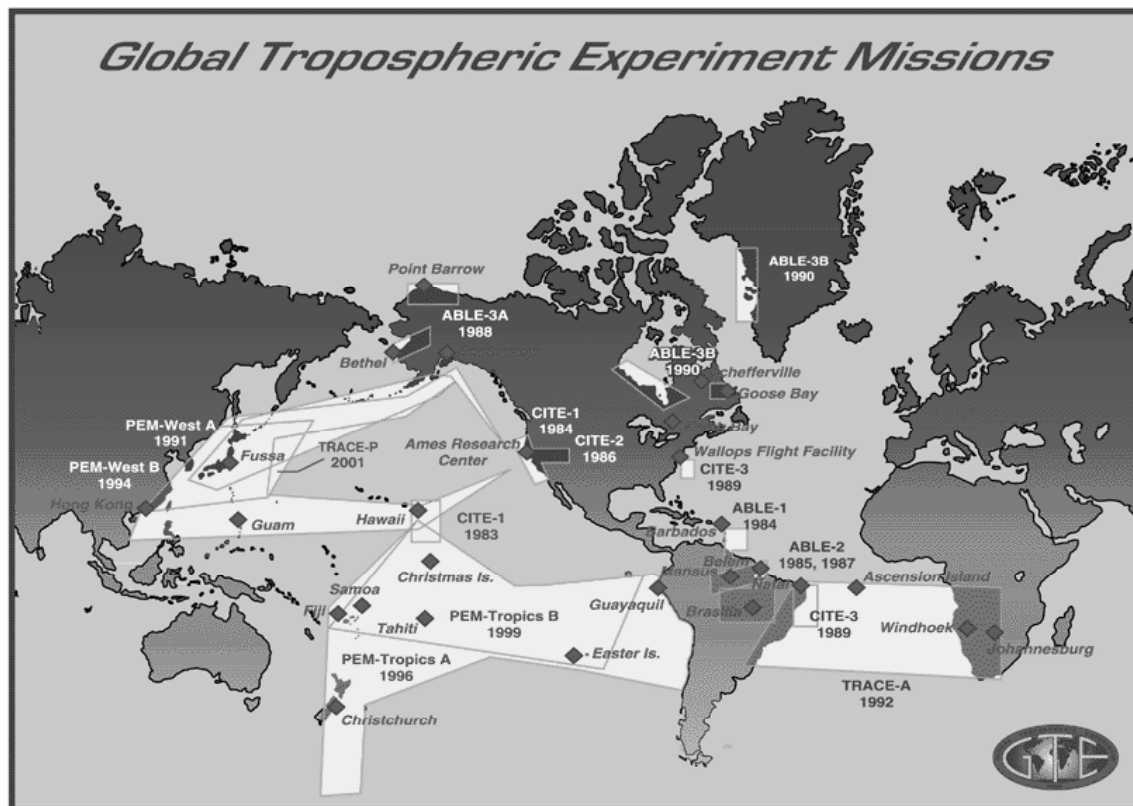 Global Tropospheric Experiment Missions
Point Barrow
ABLE-3A
1988
Bethel
ABLE-3B
1990
ABLE-3B
1990
Schefferville
Goose Bay
Bay
PEM-West A
1991
PEM-West B
1994
Fussa
TRACE-P
2001
Hong Kong
Guam
Ames Research
Center
CITE-1
1984
CITE-2
1986
Wallops Flight Facility
CITE-3
1989
Hawaii
CITE-1
1983
ABLE-1
1984
Barbados
ABLE-2
1985, 1987
Belem
Manaus
Natal
Ascension Island
Christmas Is.
Samoa
Fiji
Tahiti
PEM-Tropics B
1999
Guayaquil
Brasilia
CITE-3
1989
Windhoek
Johannesburg
Easter Is.
PEM-Tropics A
1996
Christchurch
TRACE-A
1992
GTE